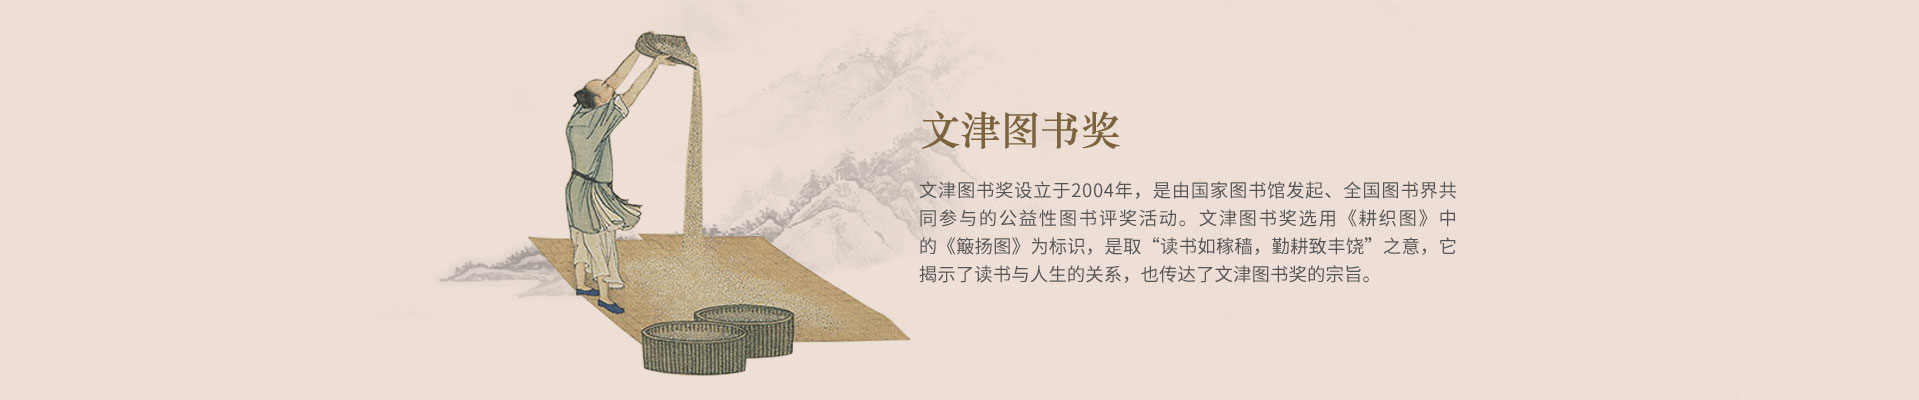 文津图书奖
文津图书奖设立于2004年，是由国家图书馆发起、全国图书界共
同参与的公益性图书评奖活动。文津图书奖选用《耕织图》中
的《簸扬图》为标识，是取“读书如稼穑，勤耕致丰饶”之意，它
揭示了读书与人生的关系，也传达了文津图书奖的宗旨。